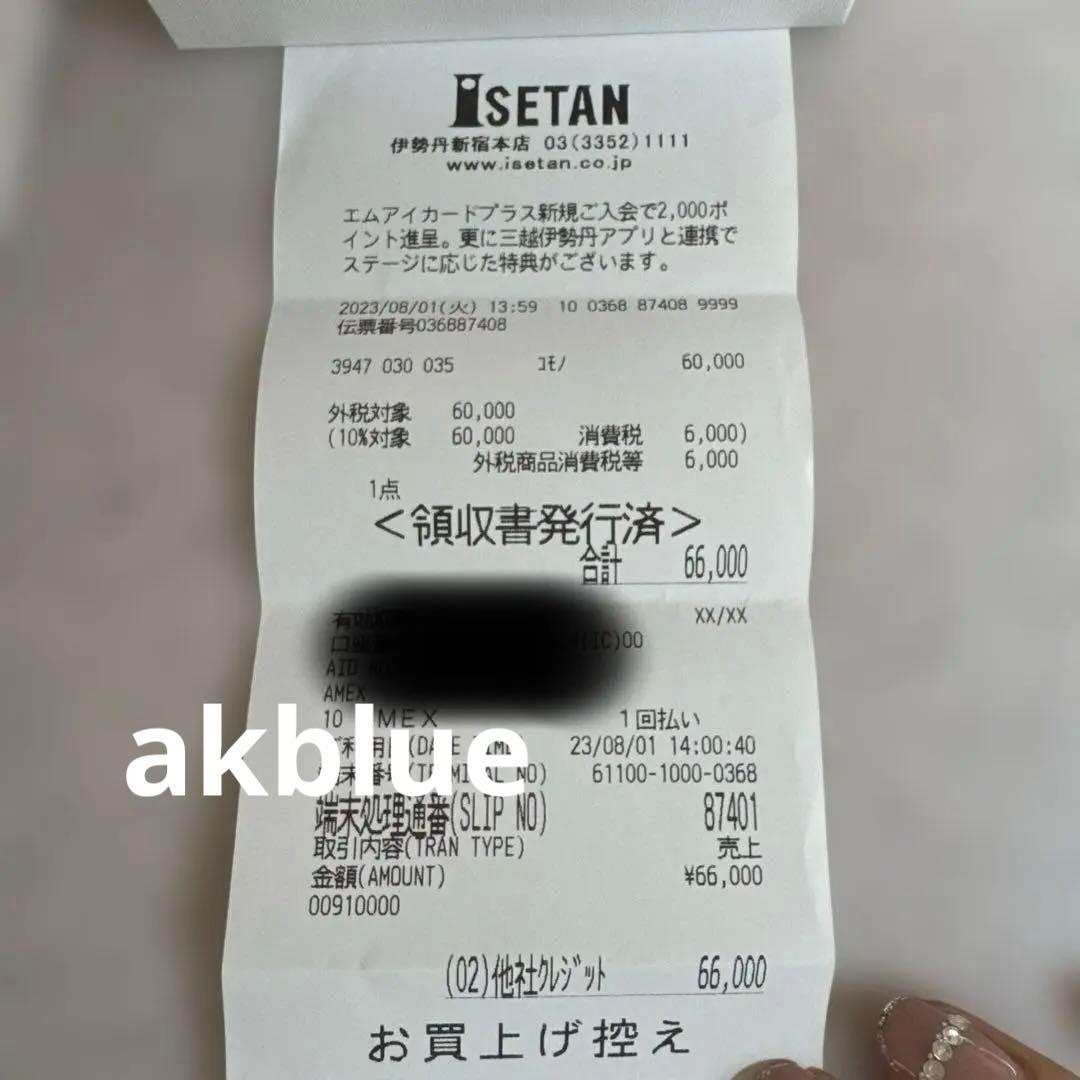 ISETAN
伊勢丹新宿本店 03(3352)1111
www.isetan.co.jp
エムアイカードプラス新規ご入会で2,000ポ
イント進呈。更に三越伊勢丹アプリと連携で
ステージに応じた特典がございます。
2023/08/01(火) 13:59 10 0368 87408 9999
伝票番号036887408
3947 030 035 コモノ 60,000
外税対象 60,000
(10%対象 60,000 消費税 6,000)
外税商品消費税等 6,000
1点
<領収書発行済>
合計 66,000
XX/XX
(IC)00
AID
AMEX
10 MEX 1回払い
akblue
(DATE TIME) 23/08/01 14:00:40
(TERMINAL NO) 61100-1000-0368
端末処理通番(SLIP NO) 87401
取引内容(TRAN TYPE) 売上
金額(AMOUNT) ¥66,000
00910000
(02)他社クレジット 66,000
お買上げ控え